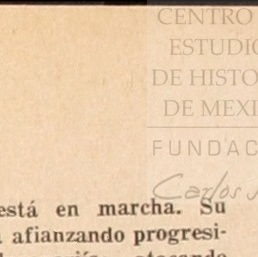 CENTRO
ESTUDIO
DE HISTO
DE MEXI
FUNDAC
Carlos
está en marcha. Su
afianzando progresi-